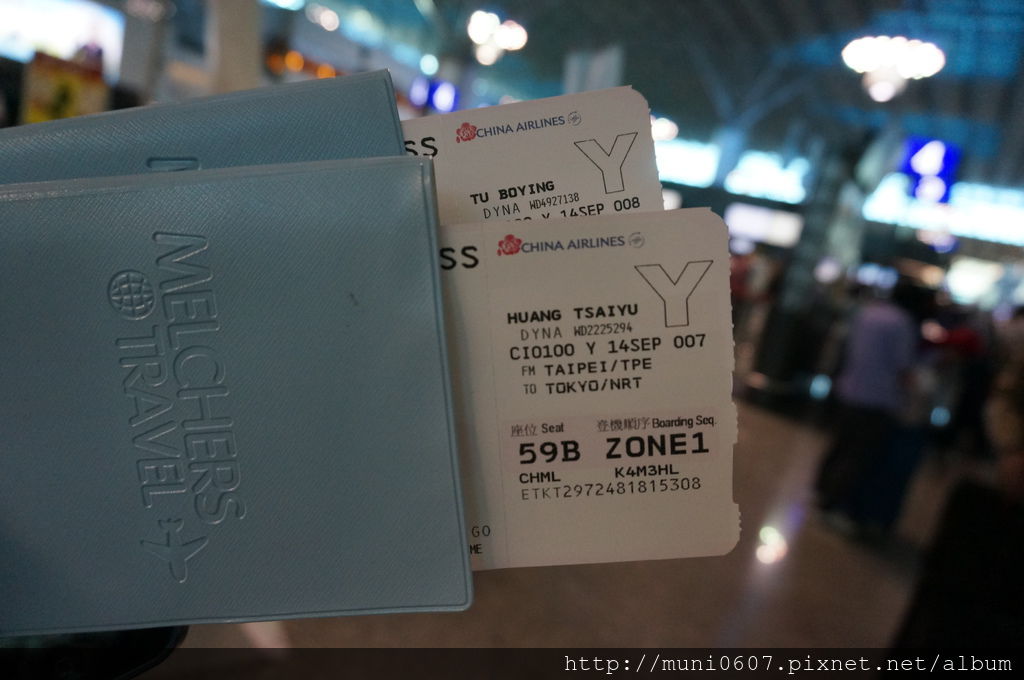 SS
CHINA AIRLINES
Y
TU BOYING
DYNA WD4927138
Y 14SEP 008
SS
CHINA AIRLINES
Y
HUANG TSAIYU
DYNA WD2225294
CI0100 Y 14SEP 007
FM TAIPEI/TPE
TO TOKYO/NRT
座位 Seat 登機順序 Boarding Seq.
59B ZONE1
CHML K4M3HL
ETKT2972481815308
GO
ME
MELCHERS
TRAVEL
4
http://muni0607.pixnet.net/album